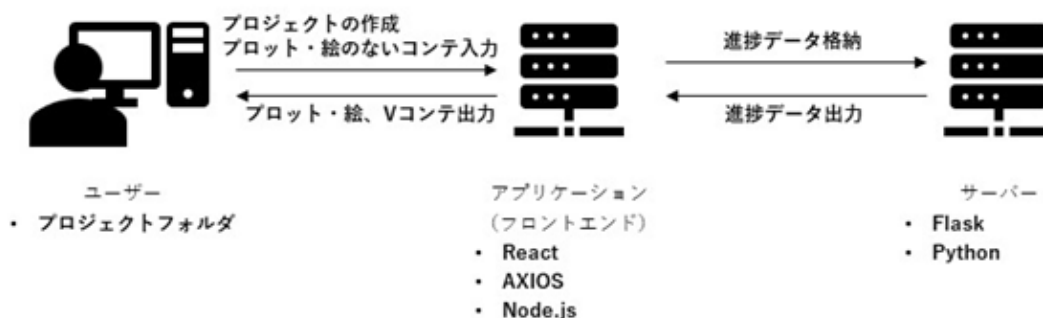 プロジェクトの作成
プロット・絵のないコンテ入力
プロット・絵、Vコンテ出力
進捗データ格納
進捗データ出力
ユーザー
• プロジェクトフォルダ
アプリケーション
（フロントエンド）
• React
• AXIOS
• Node.js
サーバー
• Flask
• Python